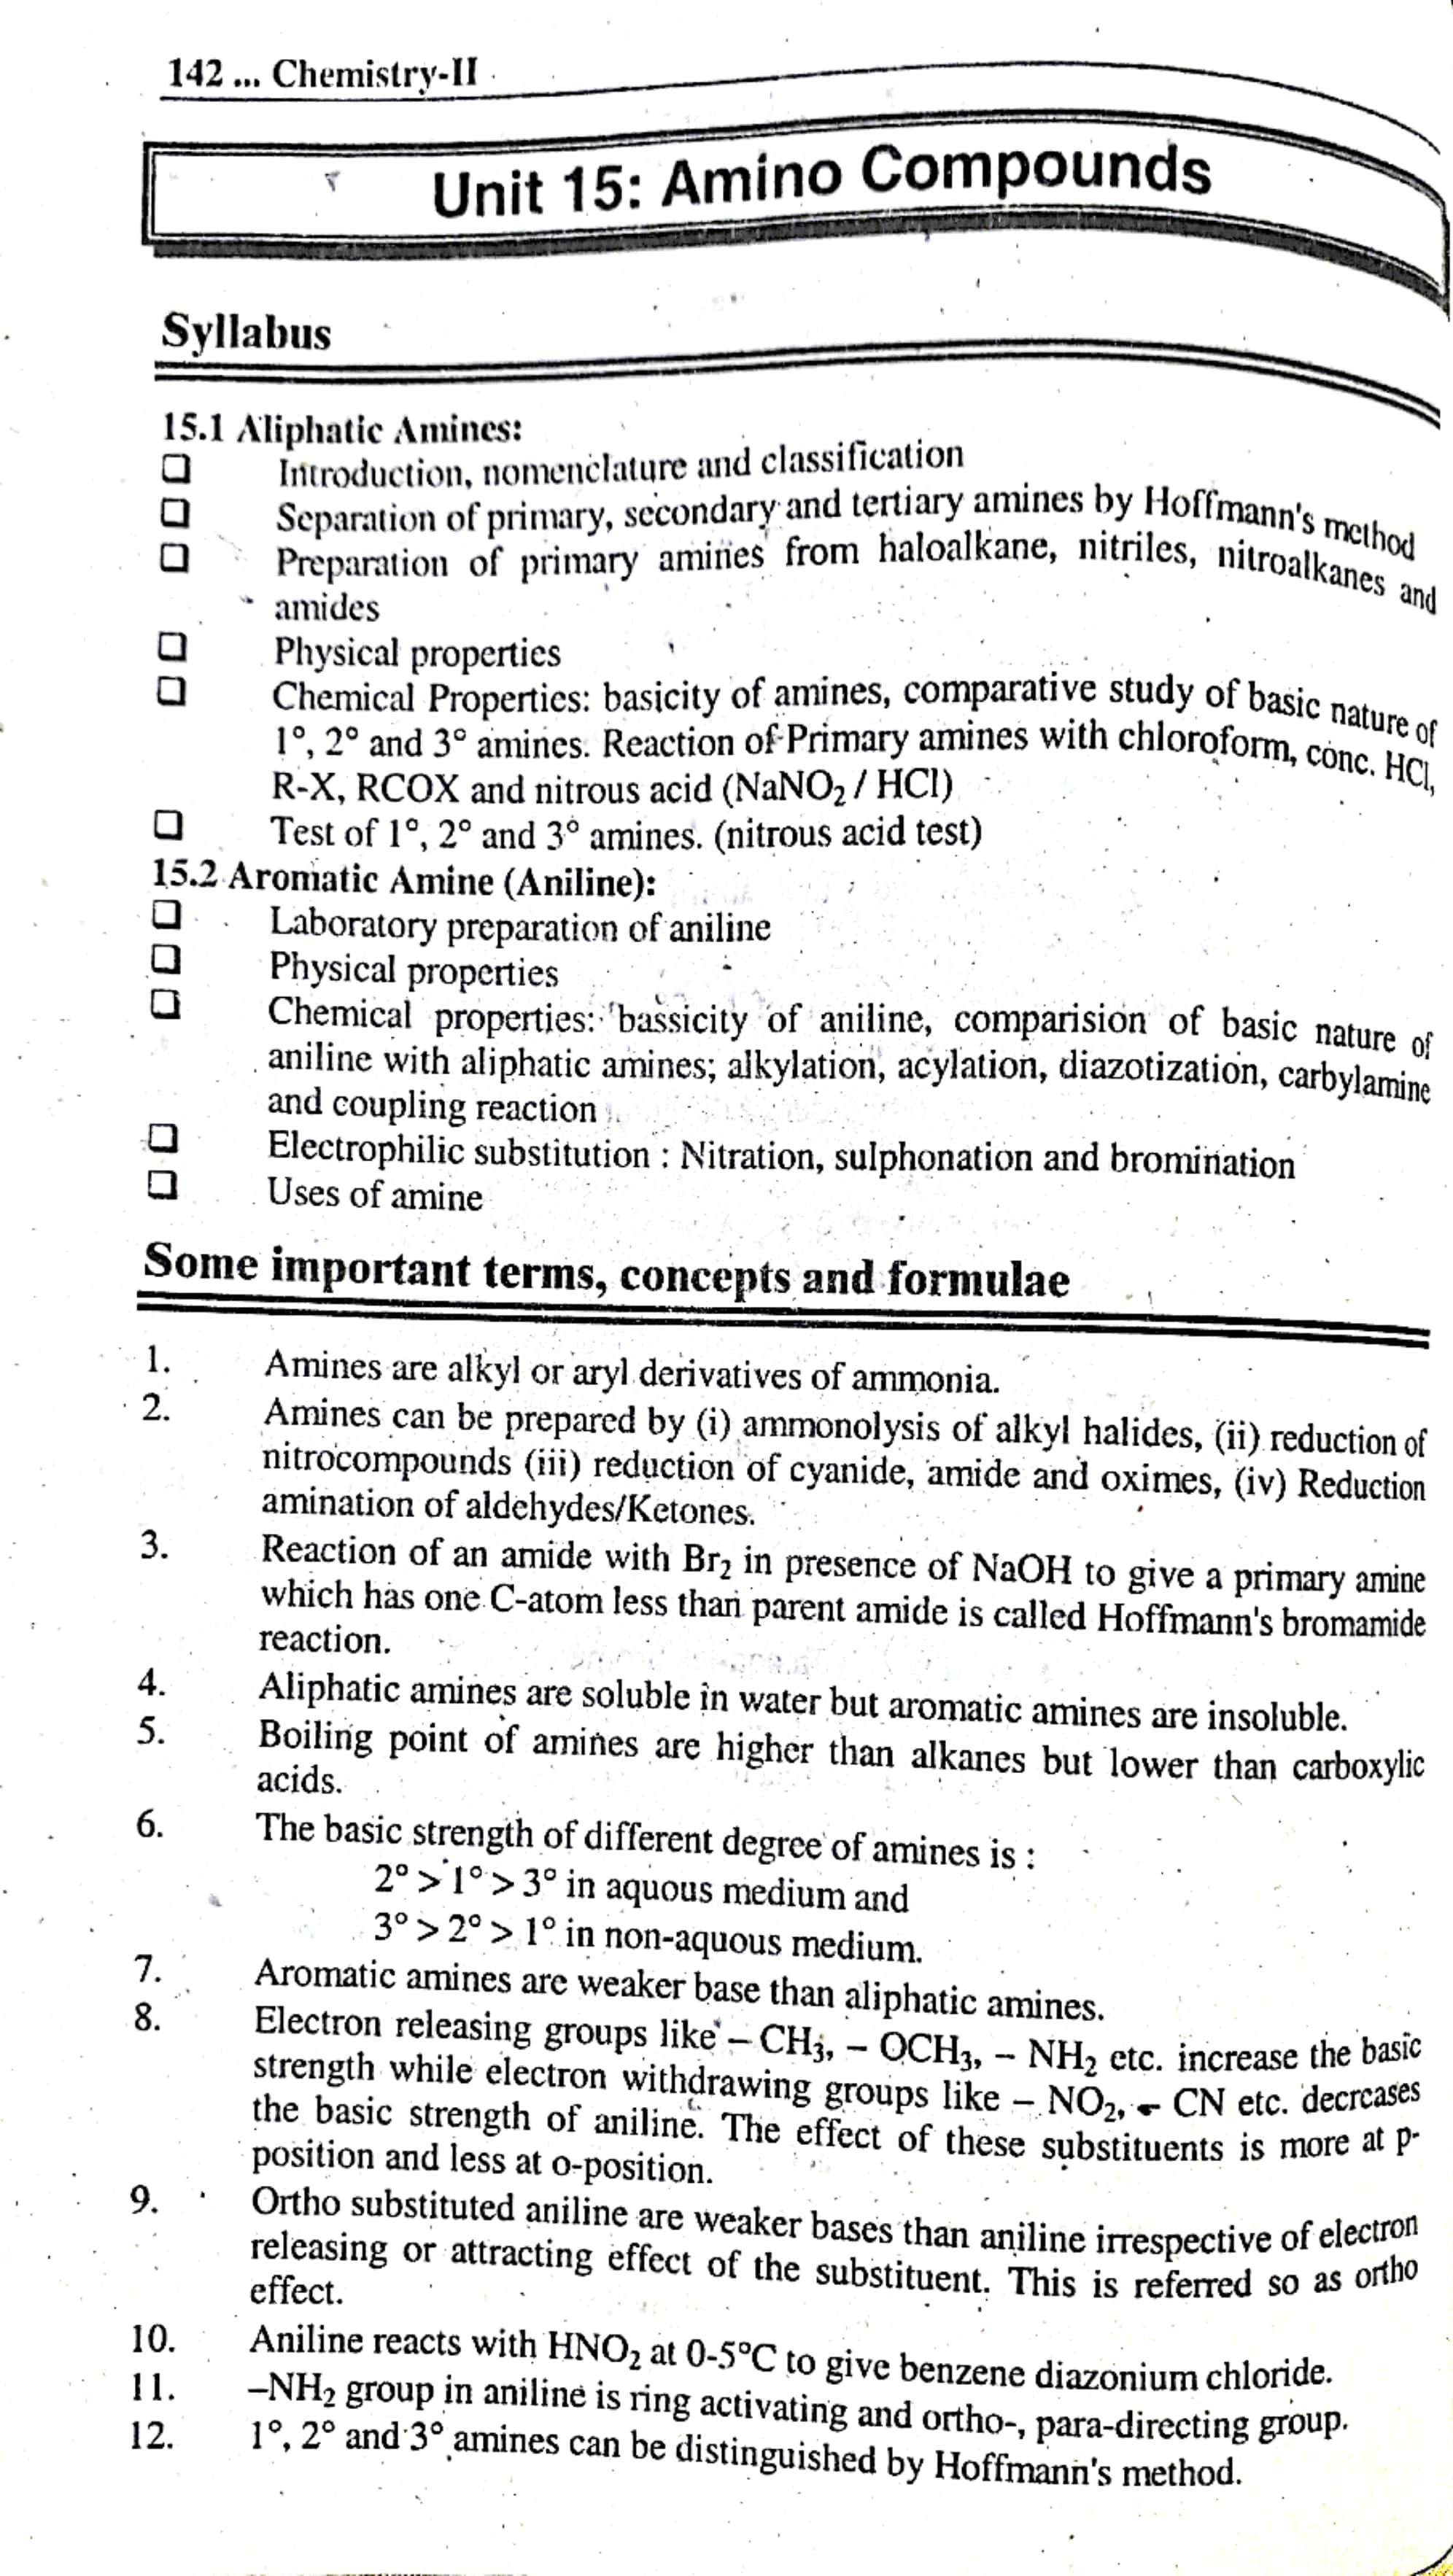 142 ... Chemistry-II
Unit 15: Amino Compounds
Syllabus
15.1 Aliphatic Amines:
❑ Introduction, nomenclature and classification
❑ Separation of primary, secondary and tertiary amines by Hoffmann's method
❑ Preparation of primary amines from haloalkane, nitriles, nitroalkanes and
amides
❑ Physical properties
❑ Chemical Properties: basicity of amines, comparative study of basic nature of
1°, 2° and 3° amines. Reaction of Primary amines with chloroform, conc. HCl,
R-X, RCOX and nitrous acid (NaNO₂ / HCl)
❑ Test of 1°, 2° and 3° amines. (nitrous acid test)
15.2 Aromatic Amine (Aniline):
❑ Laboratory preparation of aniline
❑ Physical properties
❑ Chemical properties: bassicity of aniline, comparision of basic nature of
aniline with aliphatic amines; alkylation, acylation, diazotization, carbylamine
and coupling reaction
❑ Electrophilic substitution : Nitration, sulphonation and bromination
❑ Uses of amine
Some important terms, concepts and formulae
1. Amines are alkyl or aryl derivatives of ammonia.
2. Amines can be prepared by (i) ammonolysis of alkyl halides, (ii) reduction of
nitrocompounds (iii) reduction of cyanide, amide and oximes, (iv) Reduction
amination of aldehydes/Ketones.
3. Reaction of an amide with Br₂ in presence of NaOH to give a primary amine
which has one C-atom less than parent amide is called Hoffmann's bromamide
reaction.
4. Aliphatic amines are soluble in water but aromatic amines are insoluble.
5. Boiling point of amines are higher than alkanes but lower than carboxylic
acids.
6. The basic strength of different degree of amines is :
2° > 1° > 3° in aquous medium and
3° > 2° > 1° in non-aquous medium.
7. Aromatic amines are weaker base than aliphatic amines.
8. Electron releasing groups like – CH₃, – OCH₃, – NH₂ etc. increase the basic
strength while electron withdrawing groups like – NO₂, – CN etc. decreases
the basic strength of aniline. The effect of these substituents is more at p-
position and less at o-position.
9. Ortho substituted aniline are weaker bases than aniline irrespective of electron
releasing or attracting effect of the substituent. This is referred so as ortho
effect.
10. Aniline reacts with HNO₂ at 0-5°C to give benzene diazonium chloride.
11. –NH₂ group in aniline is ring activating and ortho-, para-directing group.
12. 1°, 2° and 3° amines can be distinguished by Hoffmann's method.